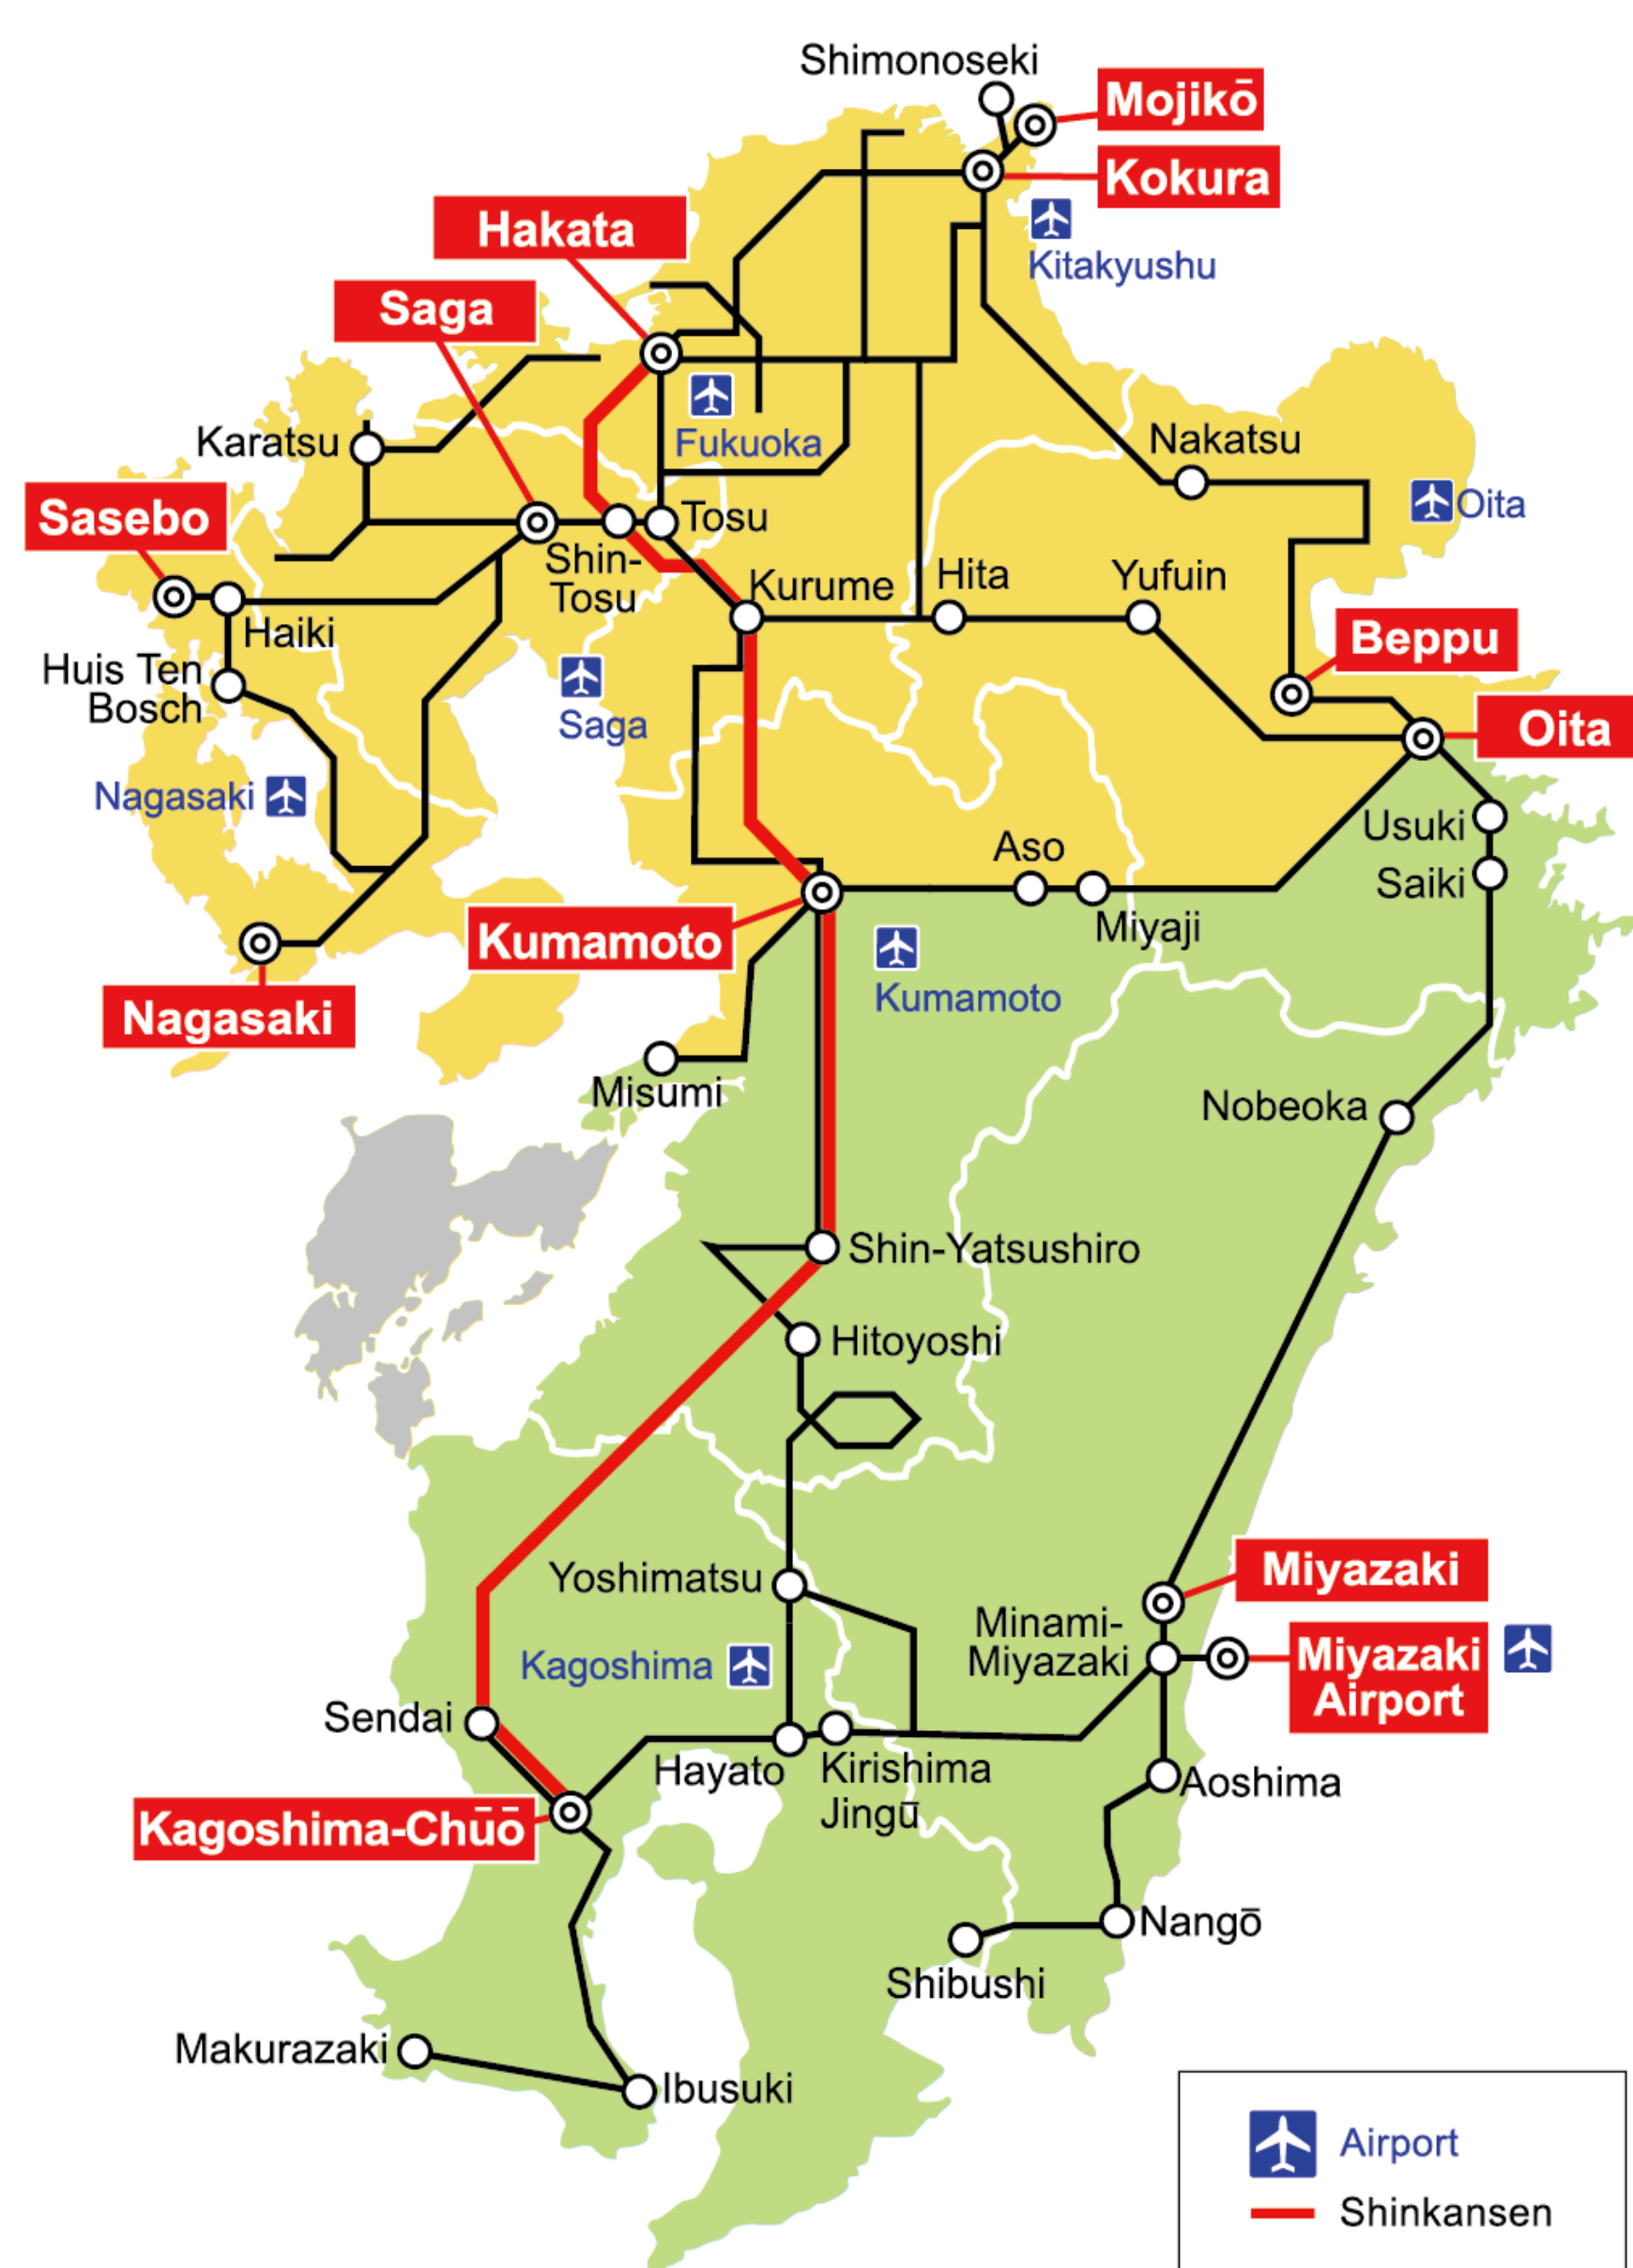 Shimonoseki
Mojikō
Kokura
Hakata
Kitakyushu
Saga
Karatsu
Fukuoka
Nakatsu
Sasebo
Oita
Tosu
Shin-
Tosu
Kurume
Hita
Yufuin
Haiki
Beppu
Huis Ten
Bosch
Saga
Oita
Nagasaki
Usuki
Aso
Saiki
Miyaji
Kumamoto
Kumamoto
Nagasaki
Misumi
Nobeoka
Shin-Yatsushiro
Hitoyoshi
Yoshimatsu
Miyazaki
Minami-
Miyazaki
Kagoshima
Miyazaki
Airport
Sendai
Hayato
Kirishima
Jingū
Aoshima
Kagoshima-Chūō
Nangō
Shibushi
Makurazaki
Ibusuki
Airport
Shinkansen